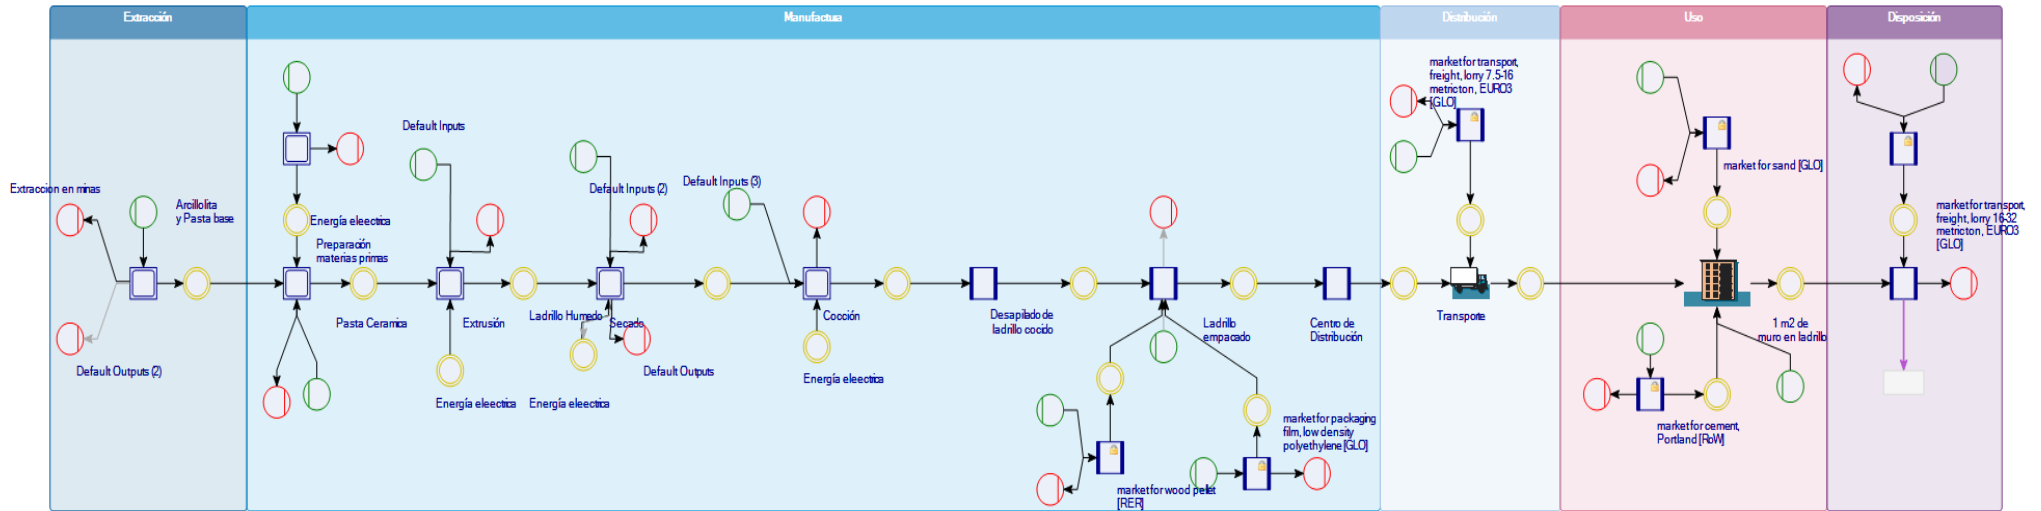 Extracción
Manufactura
Distribución
Uso
Disposición
Extraccion en minas
Arcillolita
y Pasta base
Default Outputs (2)
Energía eleectrica
Preparación
materias primas
Pasta Ceramica
Default Inputs
Extrusión
Energía eleectrica
Ladrillo Humedo
Default Inputs (2)
Secado
Energía eleectrica
Default Outputs
Default Inputs (3)
Cocción
Energía eleectrica
Desapilado de
ladrillo cocido
Ladrillo
empacado
market for wood pellet
[RER]
market for packaging
film, low density
polyethylene [GLO]
Centro de
Distribución
market for transport,
freight, lorry 7.5-16
metric ton, EURO3
[GLO]
Transporte
market for sand [GLO]
1 m2 de
muro en ladrillo
market for cement,
Portland [RoW]
market for transport,
freight, lorry 16-32
metric ton, EURO3
[GLO]